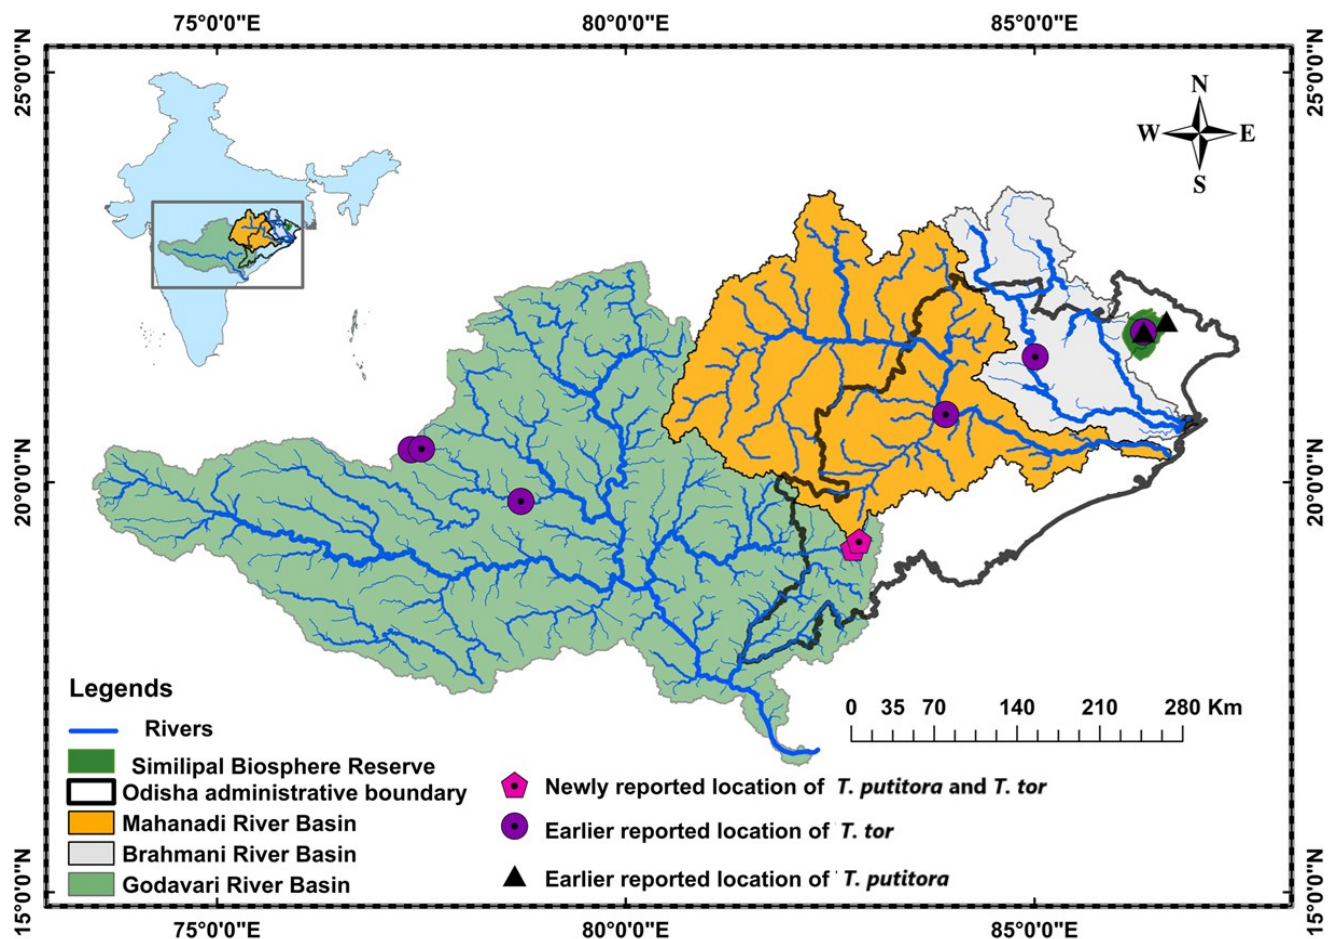 75°0'0"E 80°0'0"E 85°0'0"E
25°0'0"N 25°0'0"N
N
W E
S
20°0'0"N 20°0'0"N
Legends
Rivers
Similipal Biosphere Reserve
Odisha administrative boundary
Mahanadi River Basin
Brahmani River Basin
Godavari River Basin
0 35 70 140 210 280 Km
Newly reported location of T. putitora and T. tor
Earlier reported location of T. tor
Earlier reported location of T. putitora
15°0'0"N 15°0'0"N
75°0'0"E 80°0'0"E 85°0'0"E